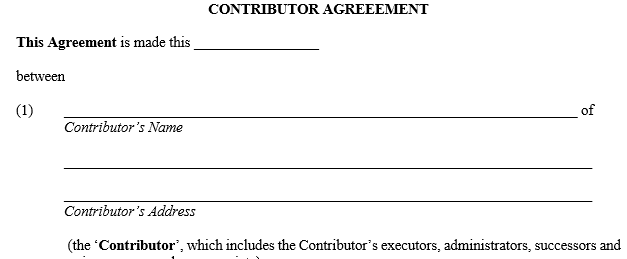 CONTRIBUTOR AGREEEMENT
This Agreement is made this
between
(1) of
Contributor's Name
Contributor's Address
(the 'Contributor', which includes the Contributor's executors, administrators, successors and